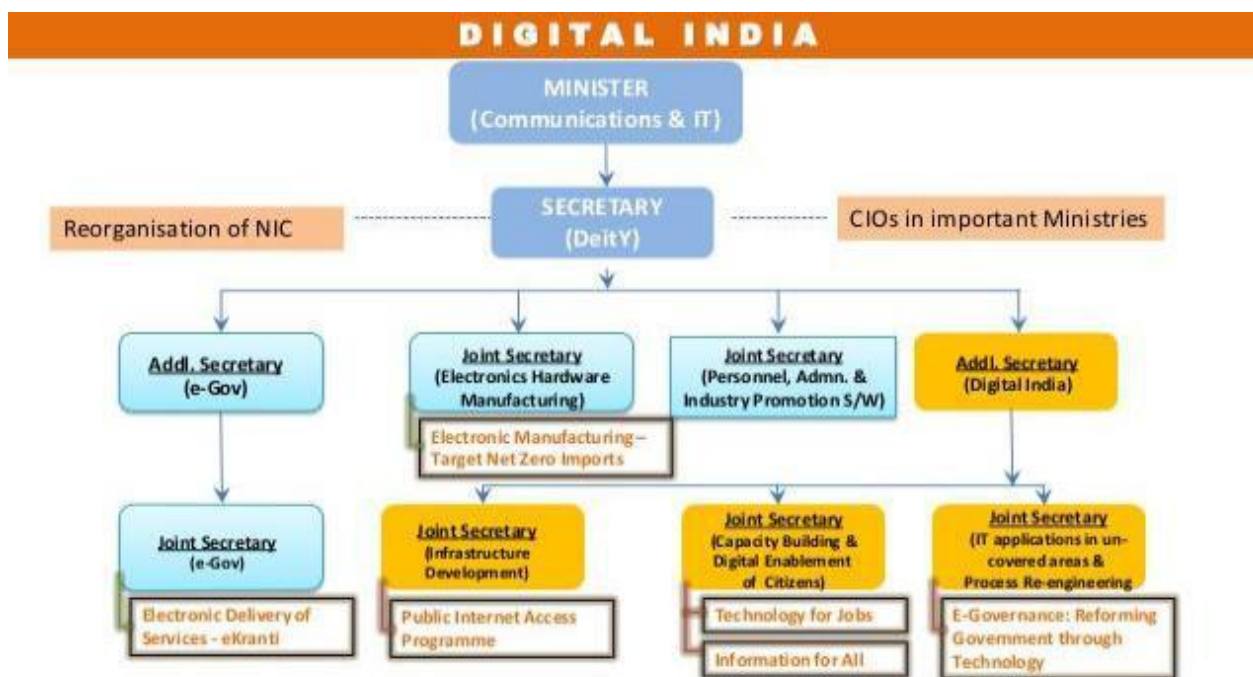 DIGITAL INDIA
MINISTER
(Communications & IT)
Reorganisation of NIC
SECRETARY
(DeitY)
CIOs in important Ministries
Addl. Secretary
(e-Gov)
Joint Secretary
(Electronics Hardware
Manufacturing)
Electronic Manufacturing –
Target Net Zero Imports
Joint Secretary
(Personnel, Admn. &
Industry Promotion S/W)
Addl. Secretary
(Digital India)
Joint Secretary
(e-Gov)
Electronic Delivery of
Services - eKranti
Joint Secretary
(Infrastructure
Development)
Public Internet Access
Programme
Joint Secretary
(Capacity Building &
Digital Enablement
of Citizens)
Technology for Jobs
Information for All
Joint Secretary
(IT applications in un-
covered areas &
Process Re-engineering
E-Governance: Reforming
Government through
Technology